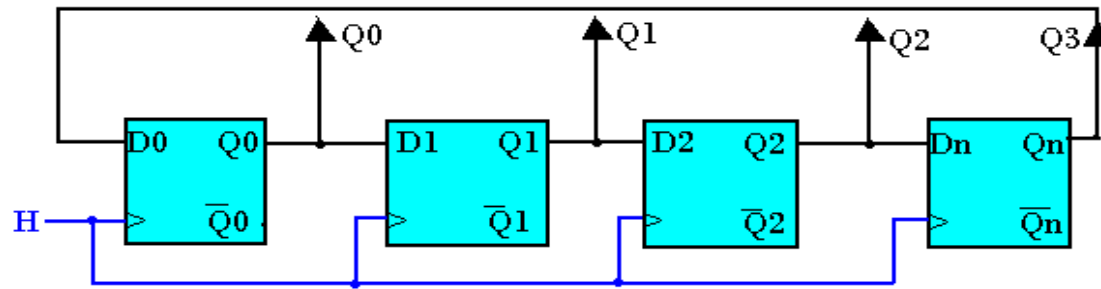 Q0 Q1 Q2 Q3
D0 Q0 D1 Q1 D2 Q2 Dn Qn
H Q̅0 Q̅1 Q̅2 Q̅n